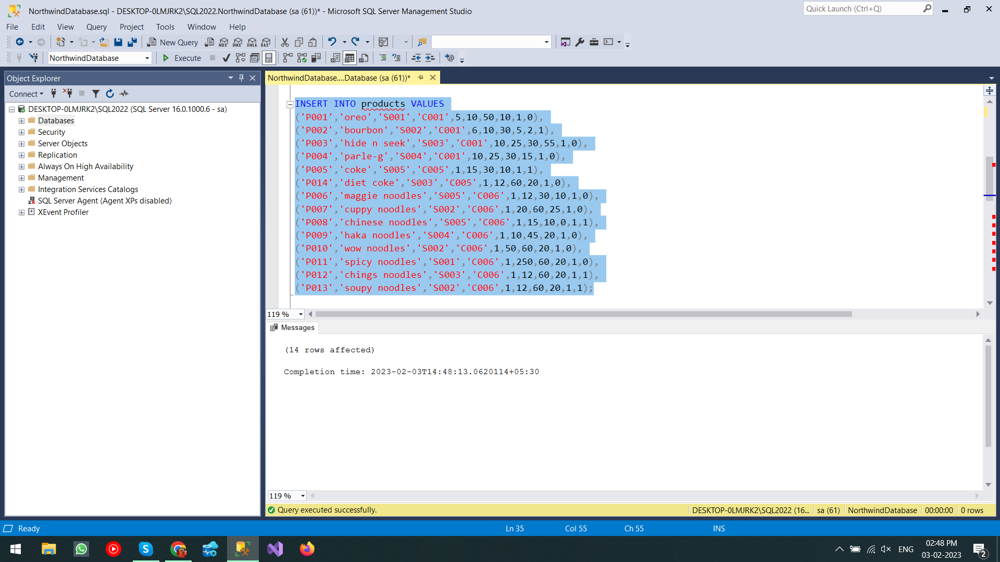 NorthwindDatabase.sql - DESKTOP-0LMJRK2\SQL2022.NorthwindDatabase (sa (61))* - Microsoft SQL Server Management Studio
Quick Launch (Ctrl+Q)
File Edit View Query Project Tools Window Help
New Query
MDX DMX XMLA DAX
NorthwindDatabase
Execute
Object Explorer
Connect
DESKTOP-0LMJRK2\SQL2022 (SQL Server 16.0.1000.6 - sa)
Databases
Security
Server Objects
Replication
Always On High Availability
Management
Integration Services Catalogs
SQL Server Agent (Agent XPs disabled)
XEvent Profiler
NorthwindDatabase....Database (sa (61))*
INSERT INTO products VALUES
('P001','oreo','S001','C001',5,10,50,10,1,0),
('P002','bourbon','S002','C001',6,10,30,5,2,1),
('P003','hide n seek','S003','C001',10,25,30,55,1,0),
('P004','parle-g','S004','C001',10,25,30,15,1,0),
('P005','coke','S005','C005',1,15,30,10,1,1),
('P014','diet coke','S003','C005',1,12,60,20,1,0),
('P006','maggie noodles','S005','C006',1,12,30,10,1,0),
('P007','cuppy noodles','S002','C006',1,20,60,25,1,0),
('P008','chinese noodles','S005','C006',1,15,10,0,1,1),
('P009','haka noodles','S004','C006',1,10,45,20,1,0),
('P010','wow noodles','S002','C006',1,50,60,20,1,0),
('P011','spicy noodles','S001','C006',1,250,60,20,1,0),
('P012','chings noodles','S003','C006',1,12,60,20,1,1),
('P013','soupy noodles','S002','C006',1,12,60,20,1,1);
119 %
Messages
(14 rows affected)
Completion time: 2023-02-03T14:48:13.0620114+05:30
119 %
Query executed successfully.
DESKTOP-0LMJRK2\SQL2022 (16... sa (61) NorthwindDatabase 00:00:00 0 rows
Ready
Ln 35 Col 55 Ch 55 INS
ENG
02:48 PM
03-02-2023
2